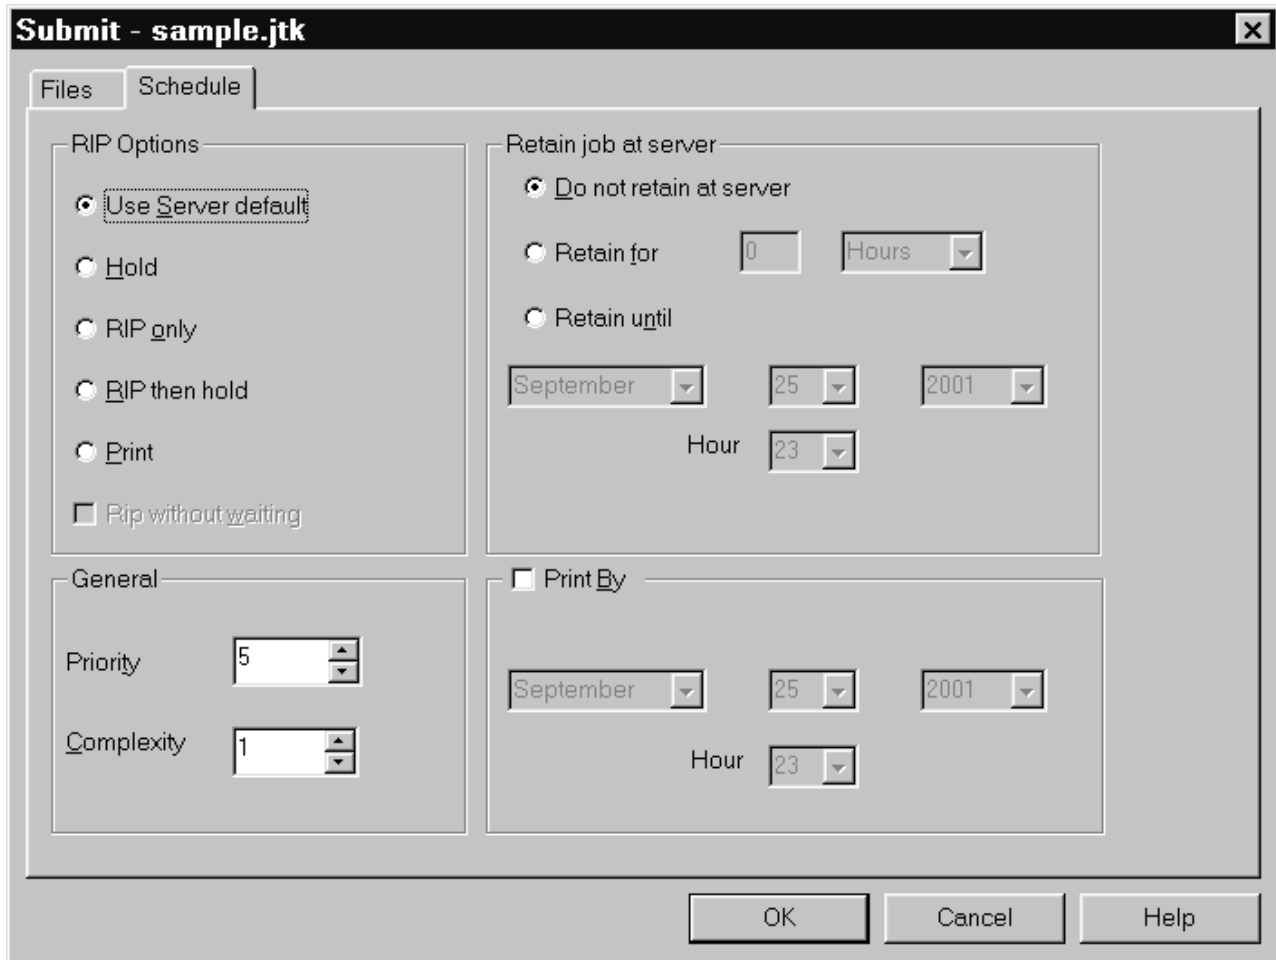 Submit - sample.jtk
Files Schedule
RIP Options
Use Server default
Hold
RIP only
RIP then hold
Print
Rip without waiting
Retain job at server
Do not retain at server
Retain for 0 Hours
Retain until
September 25 2001
Hour 23
General
Priority 5
Complexity 1
Print By
September 25 2001
Hour 23
OK Cancel Help